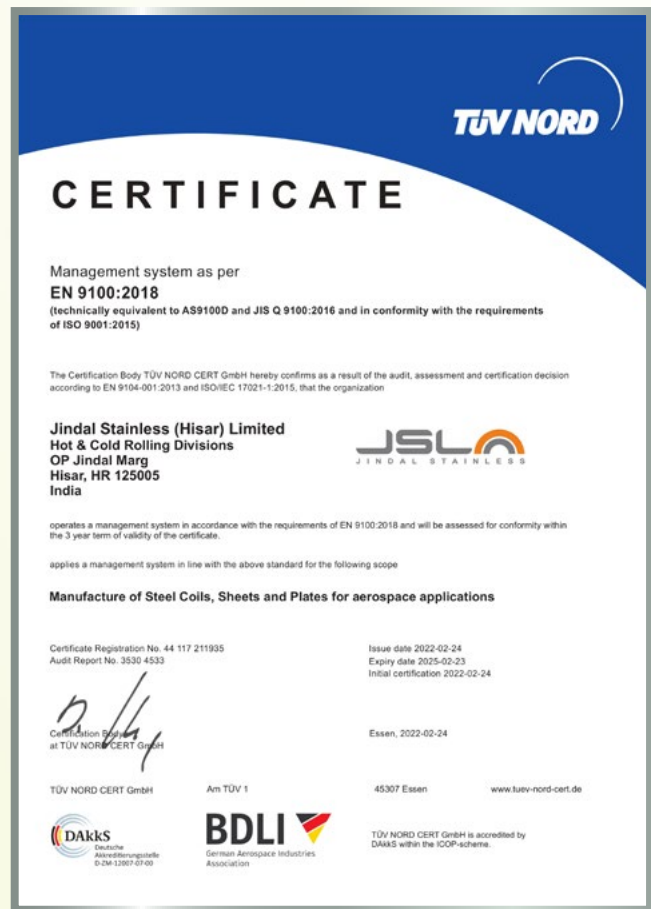 TÜV NORD
CERTIFICATE
Management system as per
EN 9100:2018
(technically equivalent to AS9100D and JIS Q 9100:2016 and in conformity with the requirements
of ISO 9001:2015)
The Certification Body TÜV NORD CERT GmbH hereby confirms as a result of the audit, assessment and certification decision
according to EN 9104-001:2013 and ISO/IEC 17021-1:2015, that the organization
Jindal Stainless (Hisar) Limited
Hot & Cold Rolling Divisions
OP Jindal Marg
Hisar, HR 125005
India
JSL
JINDAL STAINLESS
operates a management system in accordance with the requirements of EN 9100:2018 and will be assessed for conformity within
the 3 year term of validity of the certificate.
applies a management system in line with the above standard for the following scope
Manufacture of Steel Coils, Sheets and Plates for aerospace applications
Certificate Registration No. 44 117 211935
Audit Report No. 3530 4533
Issue date 2022-02-24
Expiry date 2025-02-23
Initial certification 2022-02-24
Certification Body
at TÜV NORD CERT GmbH
Essen, 2022-02-24
TÜV NORD CERT GmbH Am TÜV 1 45307 Essen www.tuev-nord-cert.de
DAkkS
Deutsche
Akkreditierungsstelle
D-ZM-12007-07-00
BDLI
German Aerospace Industries
Association
TÜV NORD CERT GmbH is accredited by
DAkkS within the ICOP-scheme.